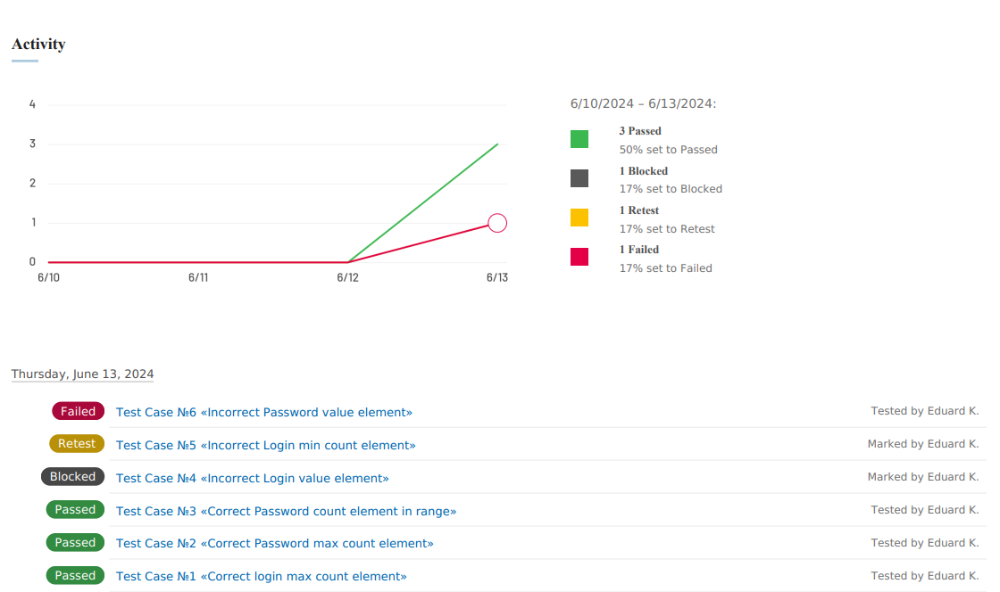 Activity
4
3
2
1
0
6/10 6/11 6/12 6/13
6/10/2024 – 6/13/2024:
3 Passed
50% set to Passed
1 Blocked
17% set to Blocked
1 Retest
17% set to Retest
1 Failed
17% set to Failed
Thursday, June 13, 2024
Failed Test Case №6 «Incorrect Password value element» Tested by Eduard K.
Retest Test Case №5 «Incorrect Login min count element» Marked by Eduard K.
Blocked Test Case №4 «Incorrect Login value element» Marked by Eduard K.
Passed Test Case №3 «Correct Password count element in range» Tested by Eduard K.
Passed Test Case №2 «Correct Password max count element» Tested by Eduard K.
Passed Test Case №1 «Correct login max count element» Tested by Eduard K.